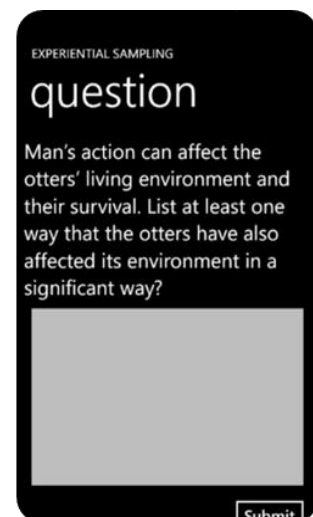 EXPERIENTIAL SAMPLING
question
Man's action can affect the
otters' living environment and
their survival. List at least one
way that the otters have also
affected its environment in a
significant way?
Submit